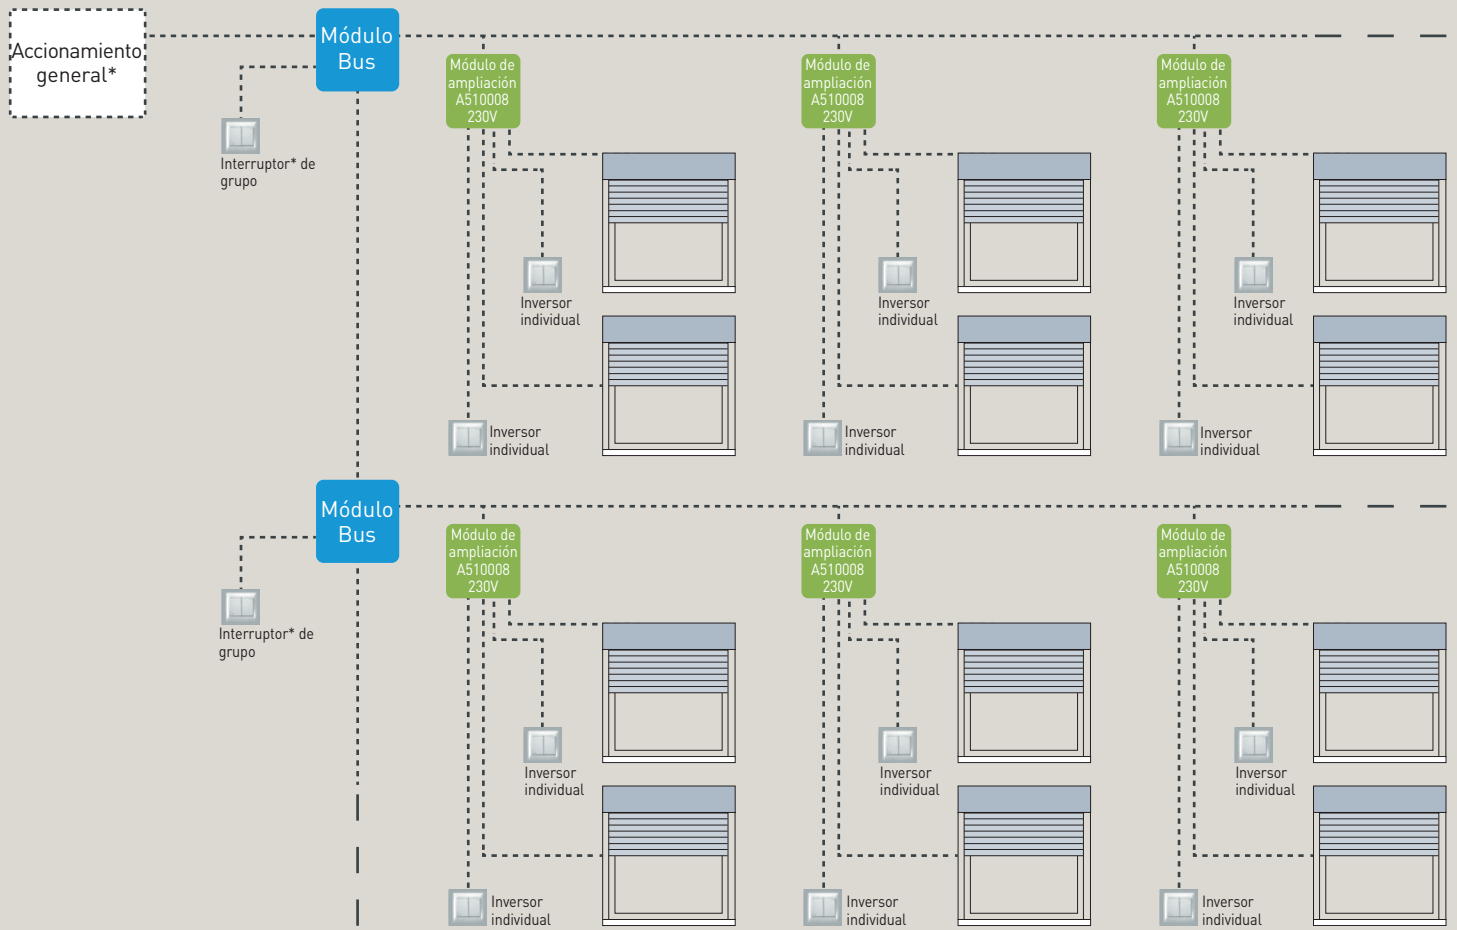 Accionamiento
general*
Módulo
Bus
Módulo de
ampliación
A510008
230V
Módulo de
ampliación
A510008
230V
Módulo de
ampliación
A510008
230V
Interruptor* de
grupo
Inversor
individual
Inversor
individual
Inversor
individual
Inversor
individual
Inversor
individual
Inversor
individual
Módulo
Bus
Módulo de
ampliación
A510008
230V
Módulo de
ampliación
A510008
230V
Módulo de
ampliación
A510008
230V
Interruptor* de
grupo
Inversor
individual
Inversor
individual
Inversor
individual
Inversor
individual
Inversor
individual
Inversor
individual